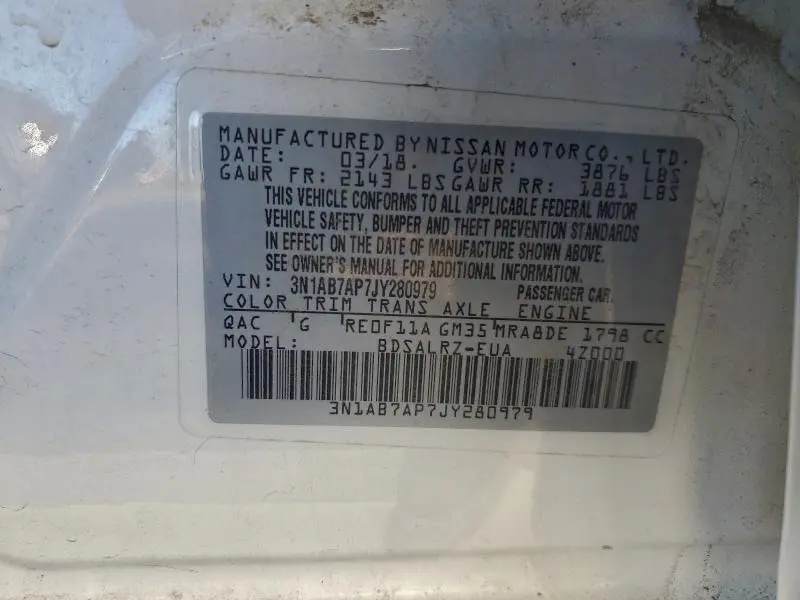 MANUFACTURED BY NISSAN MOTOR CO., LTD.
DATE: 03/18. GVWR: 3876 LBS
GAWR FR: 2143 LBS GAWR RR: 1881 LBS
THIS VEHICLE CONFORMS TO ALL APPLICABLE FEDERAL MOTOR
VEHICLE SAFETY, BUMPER AND THEFT PREVENTION STANDARDS
IN EFFECT ON THE DATE OF MANUFACTURE SHOWN ABOVE.
SEE OWNER'S MANUAL FOR ADDITIONAL INFORMATION.
VIN: 3N1AB7AP7JY280979 PASSENGER CAR.
COLOR TRIM TRANS AXLE ENGINE
QAC G RE0F11A GM35 MRA8DE 1798 CC
MODEL: BDSALRZ-EUA 4Z000
3N1AB7AP7JY280979